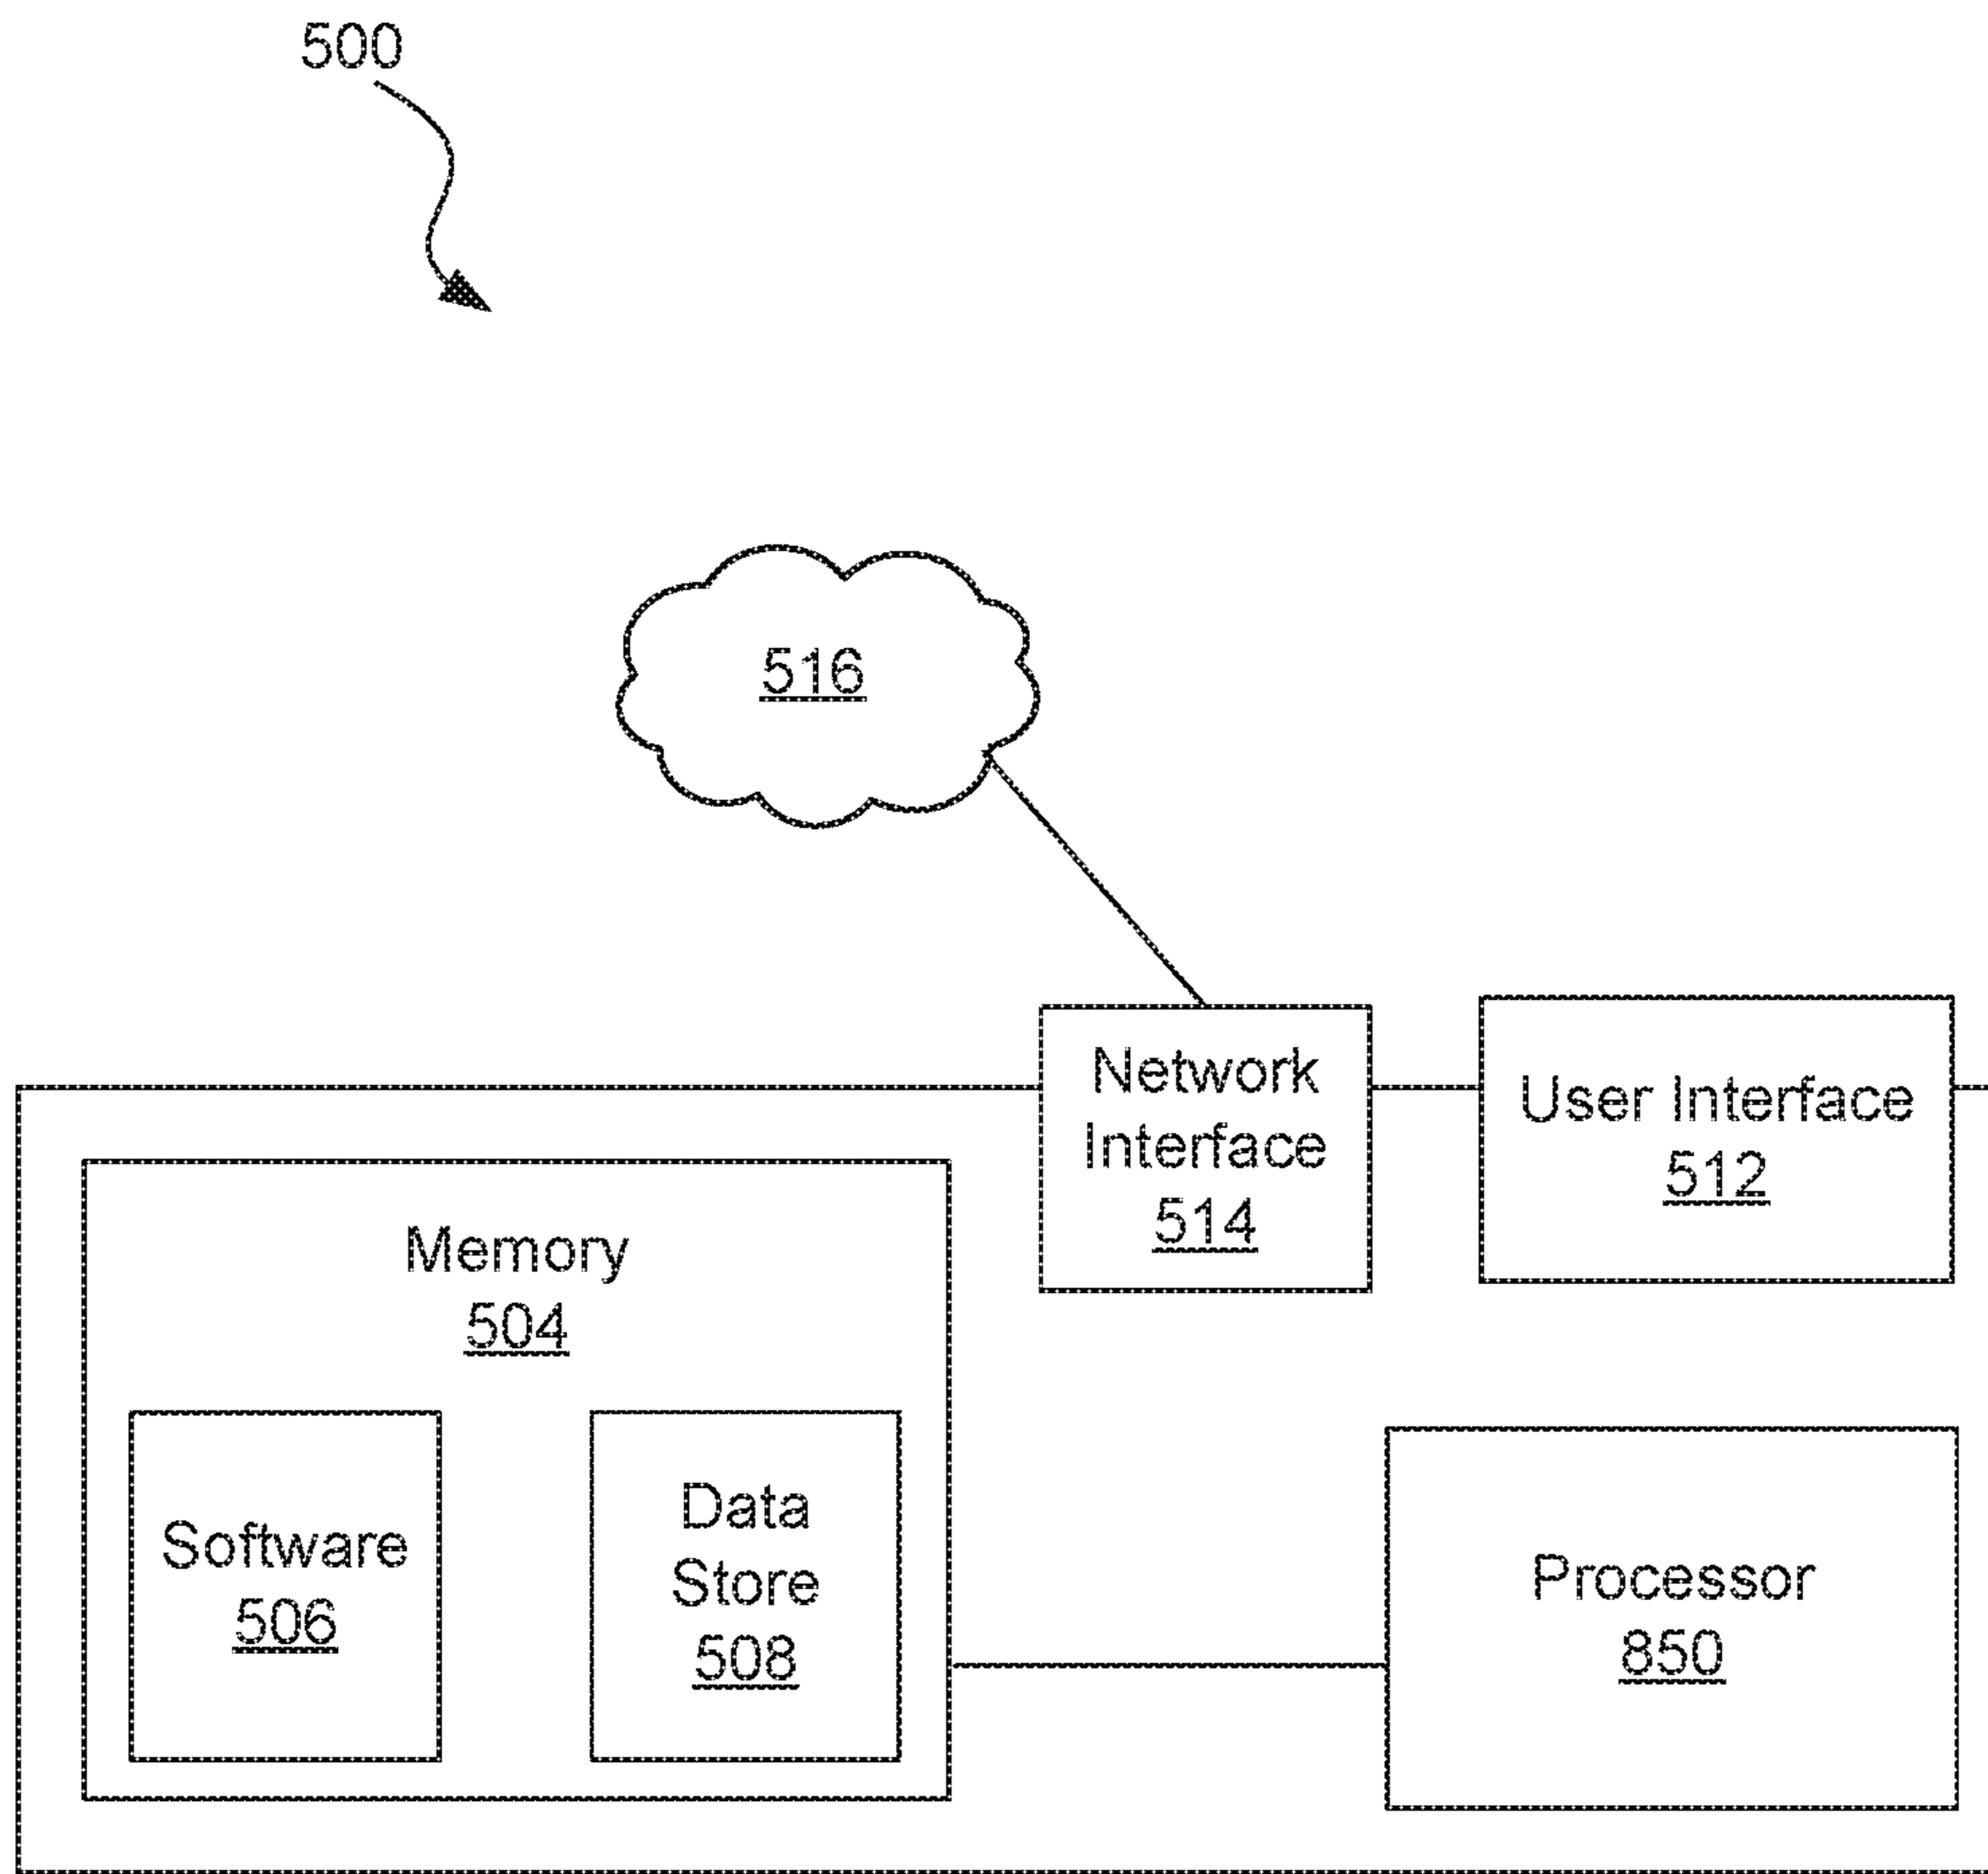 500
516
Network
Interface
514
User Interface
512
Memory
504
Software
506
Data
Store
508
Processor
850